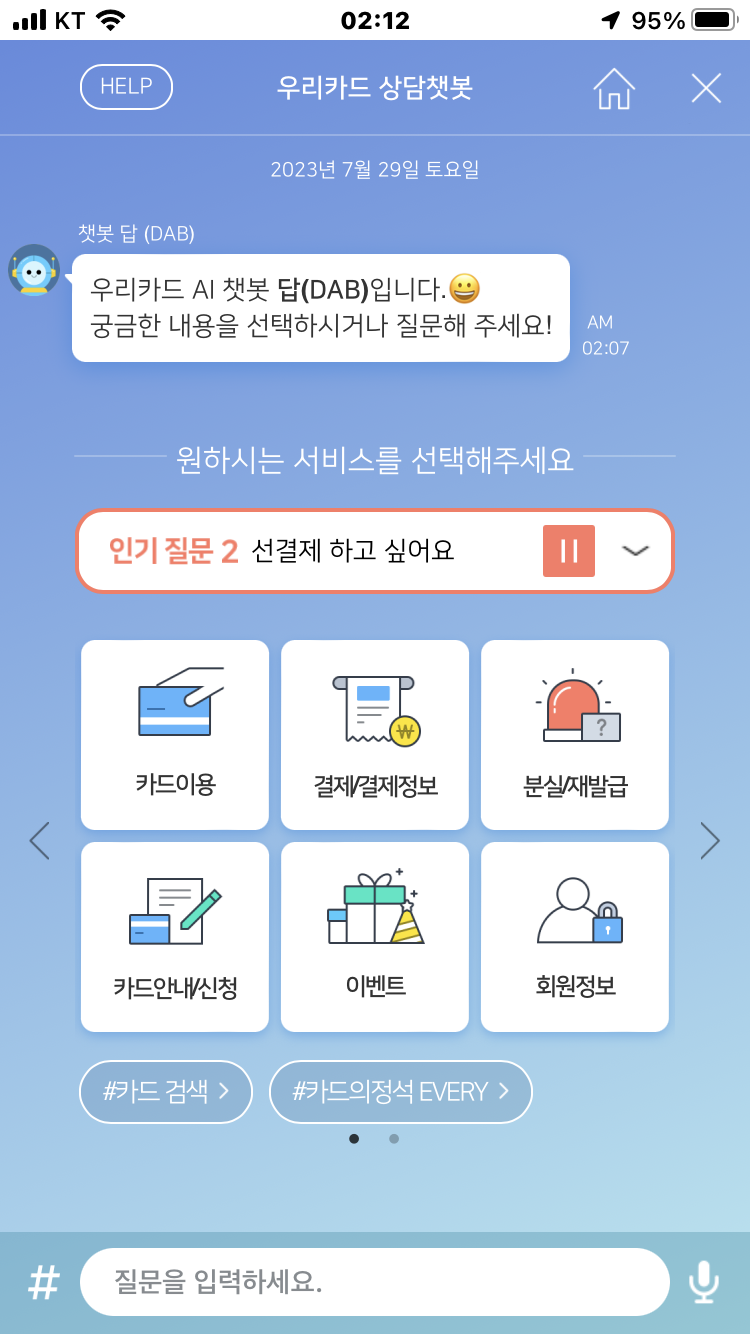 KT 02:12 95%
HELP 우리카드 상담챗봇
2023년 7월 29일 토요일
챗봇 답 (DAB)
우리카드 AI 챗봇 답(DAB)입니다.😀
궁금한 내용을 선택하시거나 질문해 주세요!
AM
02:07
원하시는 서비스를 선택해주세요
인기 질문 2 선결제 하고 싶어요
카드이용 결제/결제정보 분실/재발급
카드안내/신청 이벤트 회원정보
#카드 검색 > #카드의정석 EVERY >
# 질문을 입력하세요.